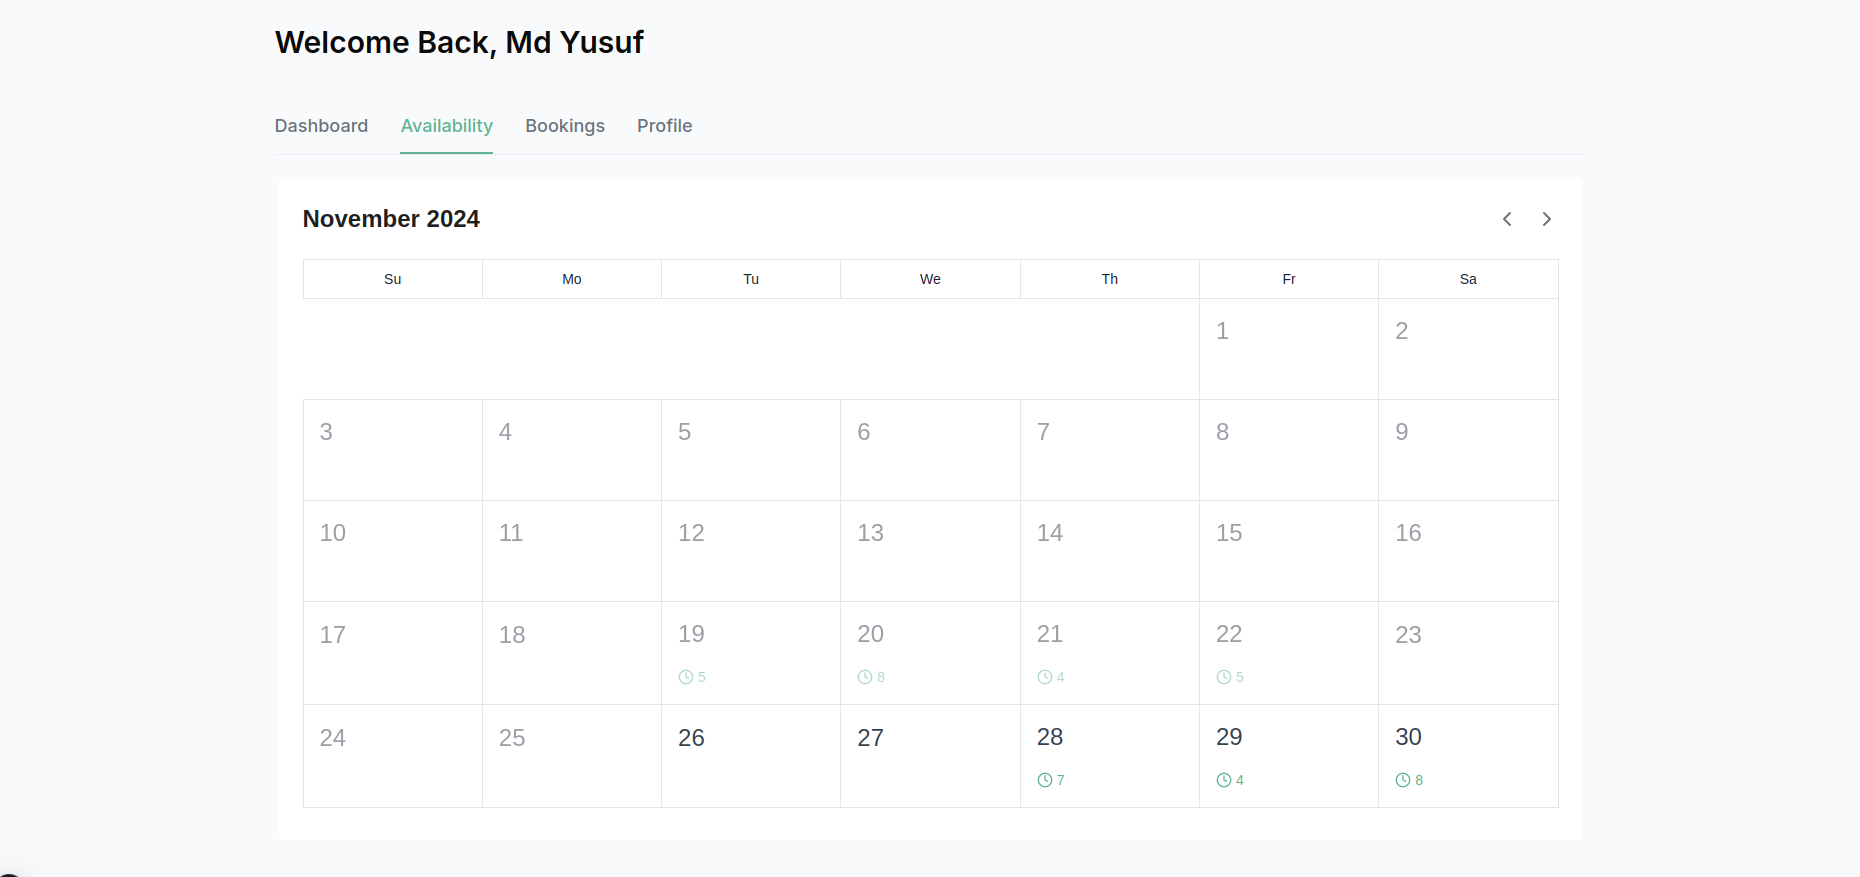 Welcome Back, Md Yusuf
Dashboard Availability Bookings Profile
November 2024
Su Mo Tu We Th Fr Sa
1 2
3 4 5 6 7 8 9
10 11 12 13 14 15 16
17 18 19 20 21 22 23
5 8 4 5
24 25 26 27 28 29 30
7 4 8